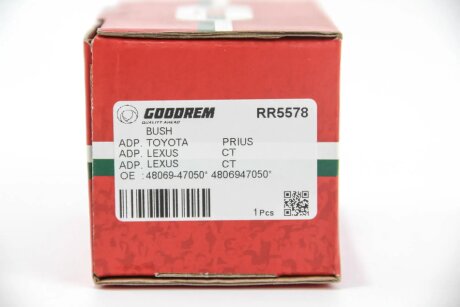 GOODREM RR5578
QUALITY AHEAD
BUSH
ADP. TOYOTA PRIUS
ADP. LEXUS CT
ADP. LEXUS CT
OE : 48069-47050* 4806947050*
1 Pcs